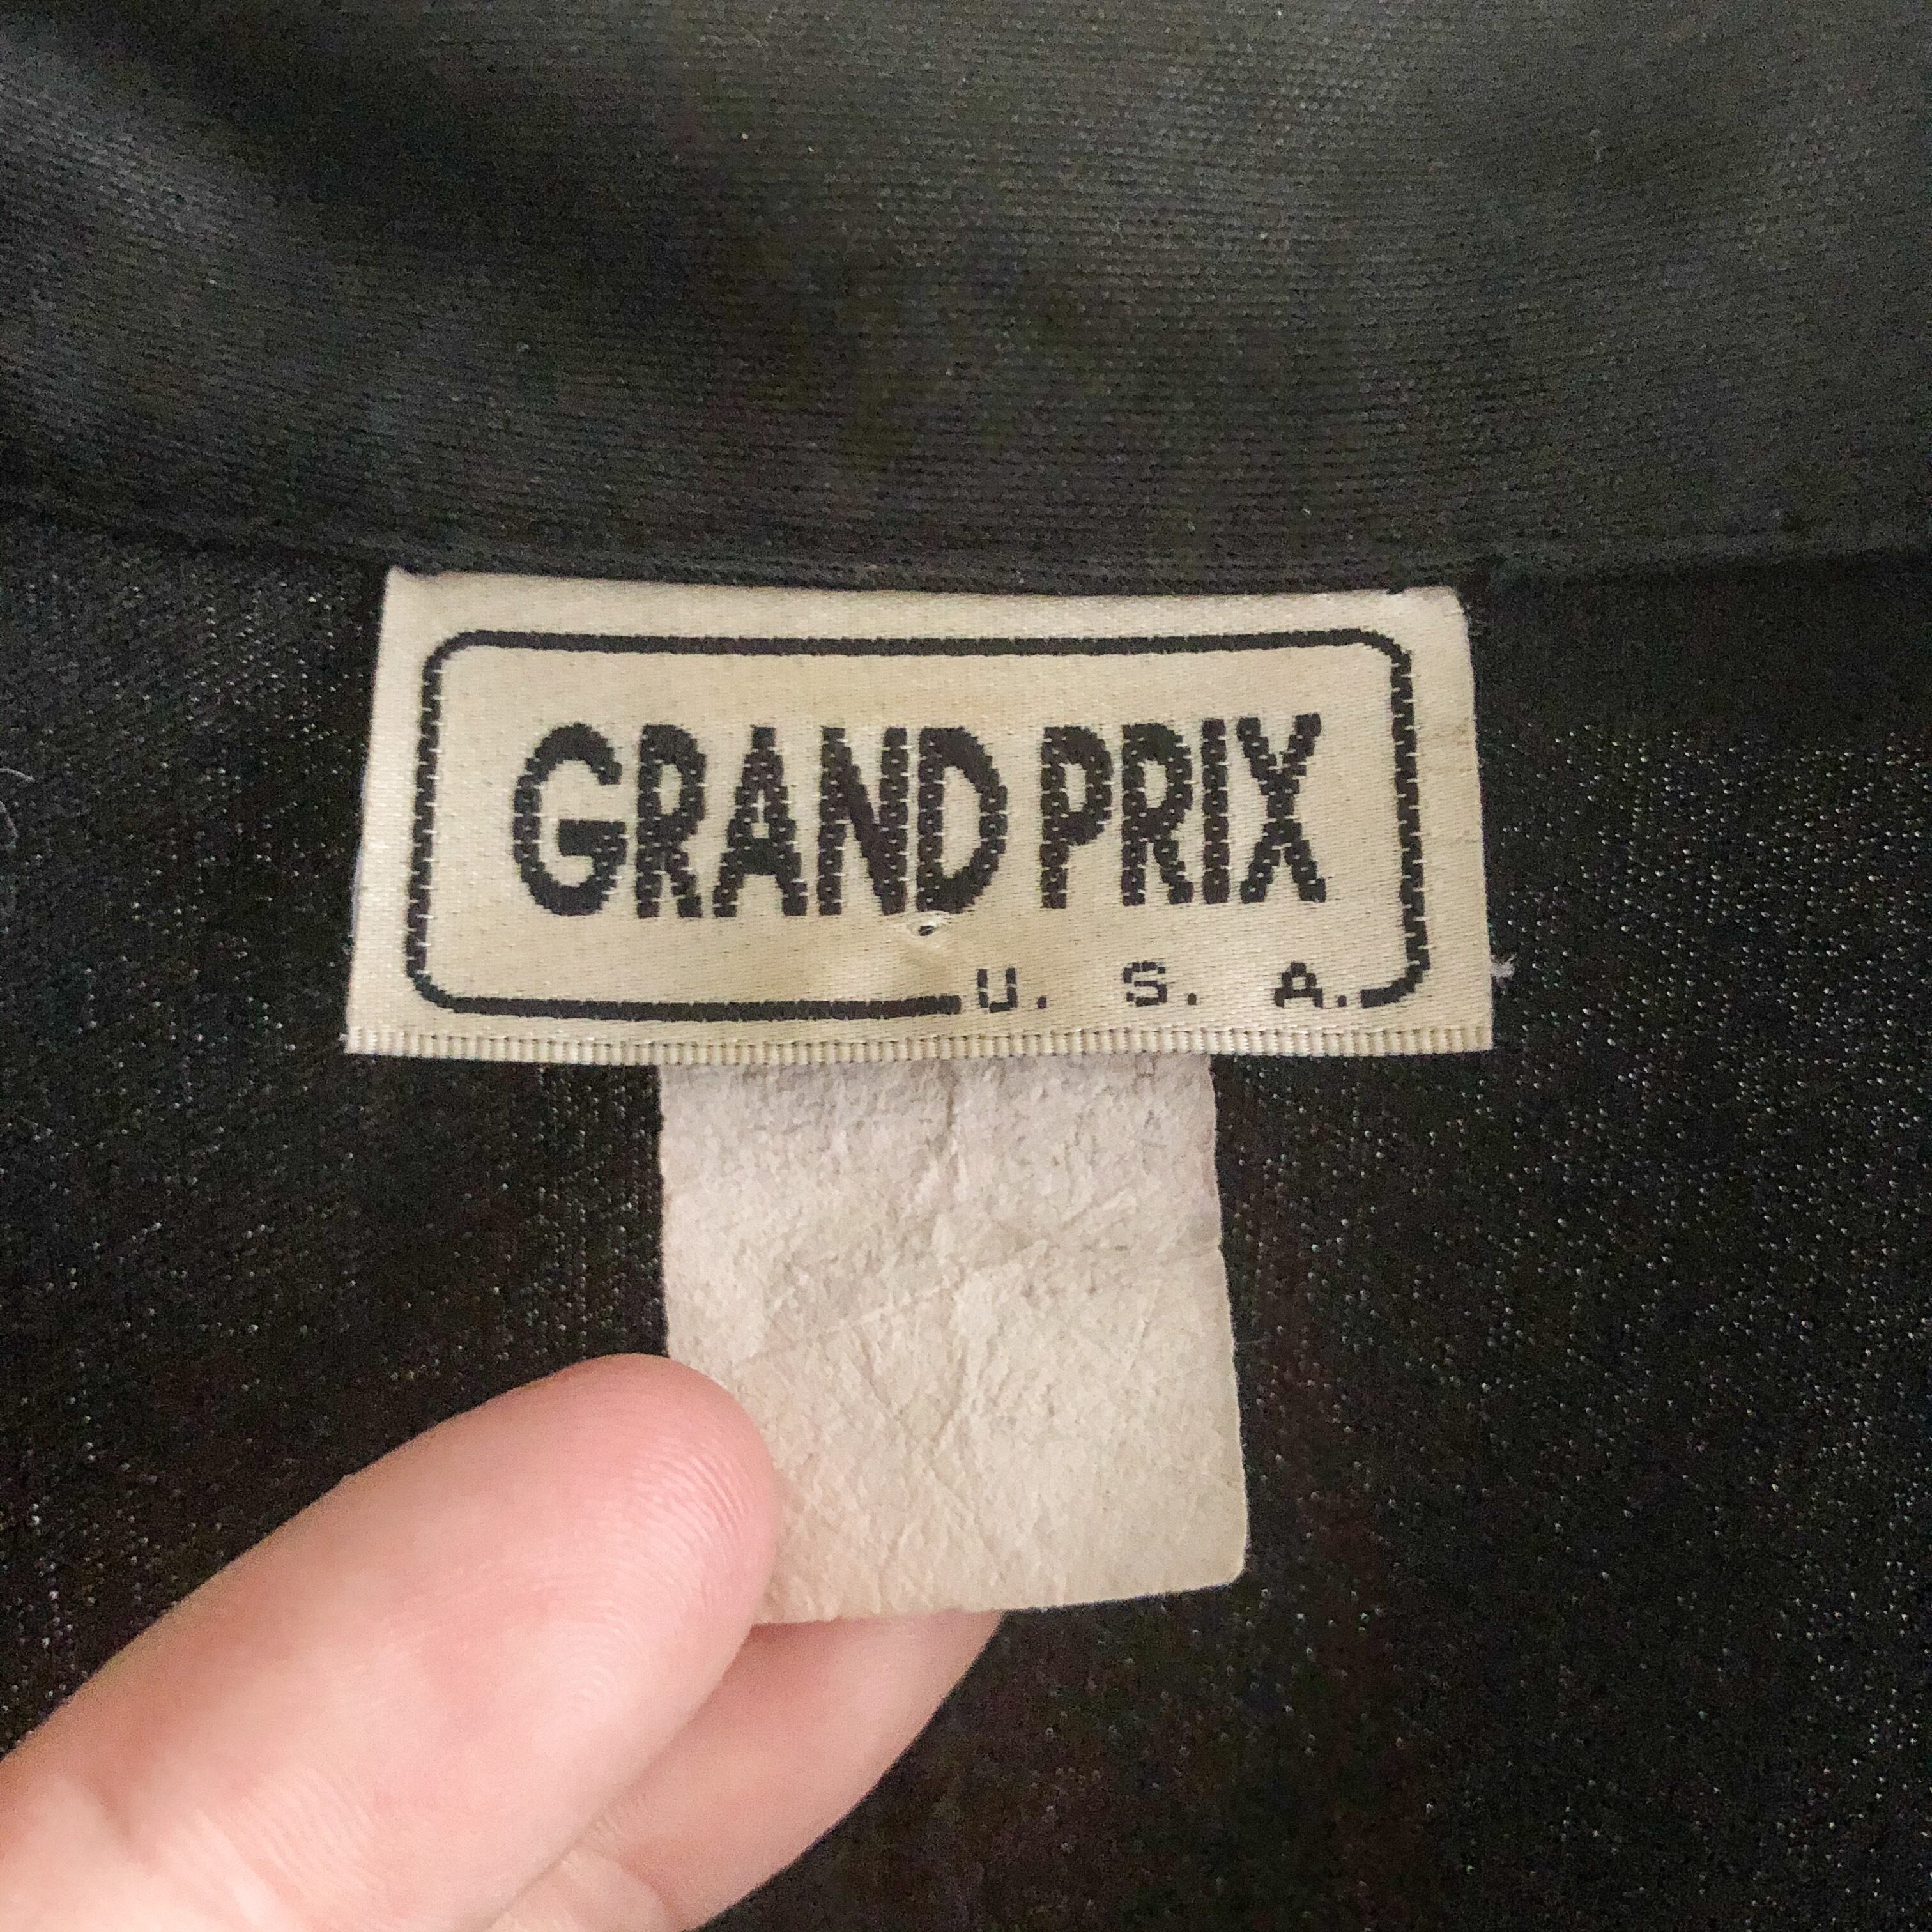 GRAND PRIX
U. S. A.